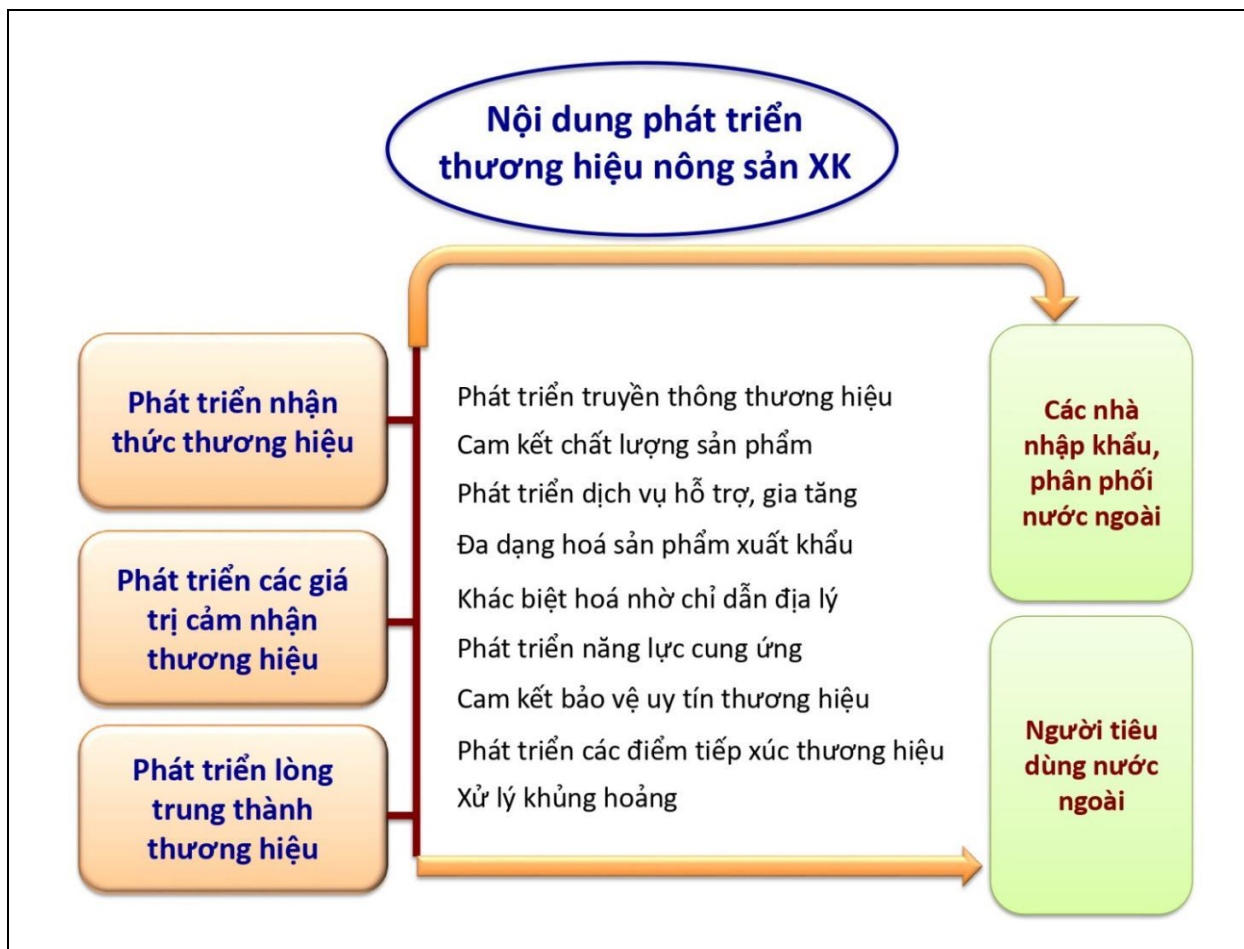 Nội dung phát triển
thương hiệu nông sản XK
Phát triển nhận
thức thương hiệu
Phát triển các giá
trị cảm nhận
thương hiệu
Phát triển lòng
trung thành
thương hiệu
Phát triển truyền thông thương hiệu
Cam kết chất lượng sản phẩm
Phát triển dịch vụ hỗ trợ, gia tăng
Đa dạng hoá sản phẩm xuất khẩu
Khác biệt hoá nhờ chỉ dẫn địa lý
Phát triển năng lực cung ứng
Cam kết bảo vệ uy tín thương hiệu
Phát triển các điểm tiếp xúc thương hiệu
Xử lý khủng hoảng
Các nhà
nhập khẩu,
phân phối
nước ngoài
Người tiêu
dùng nước
ngoài